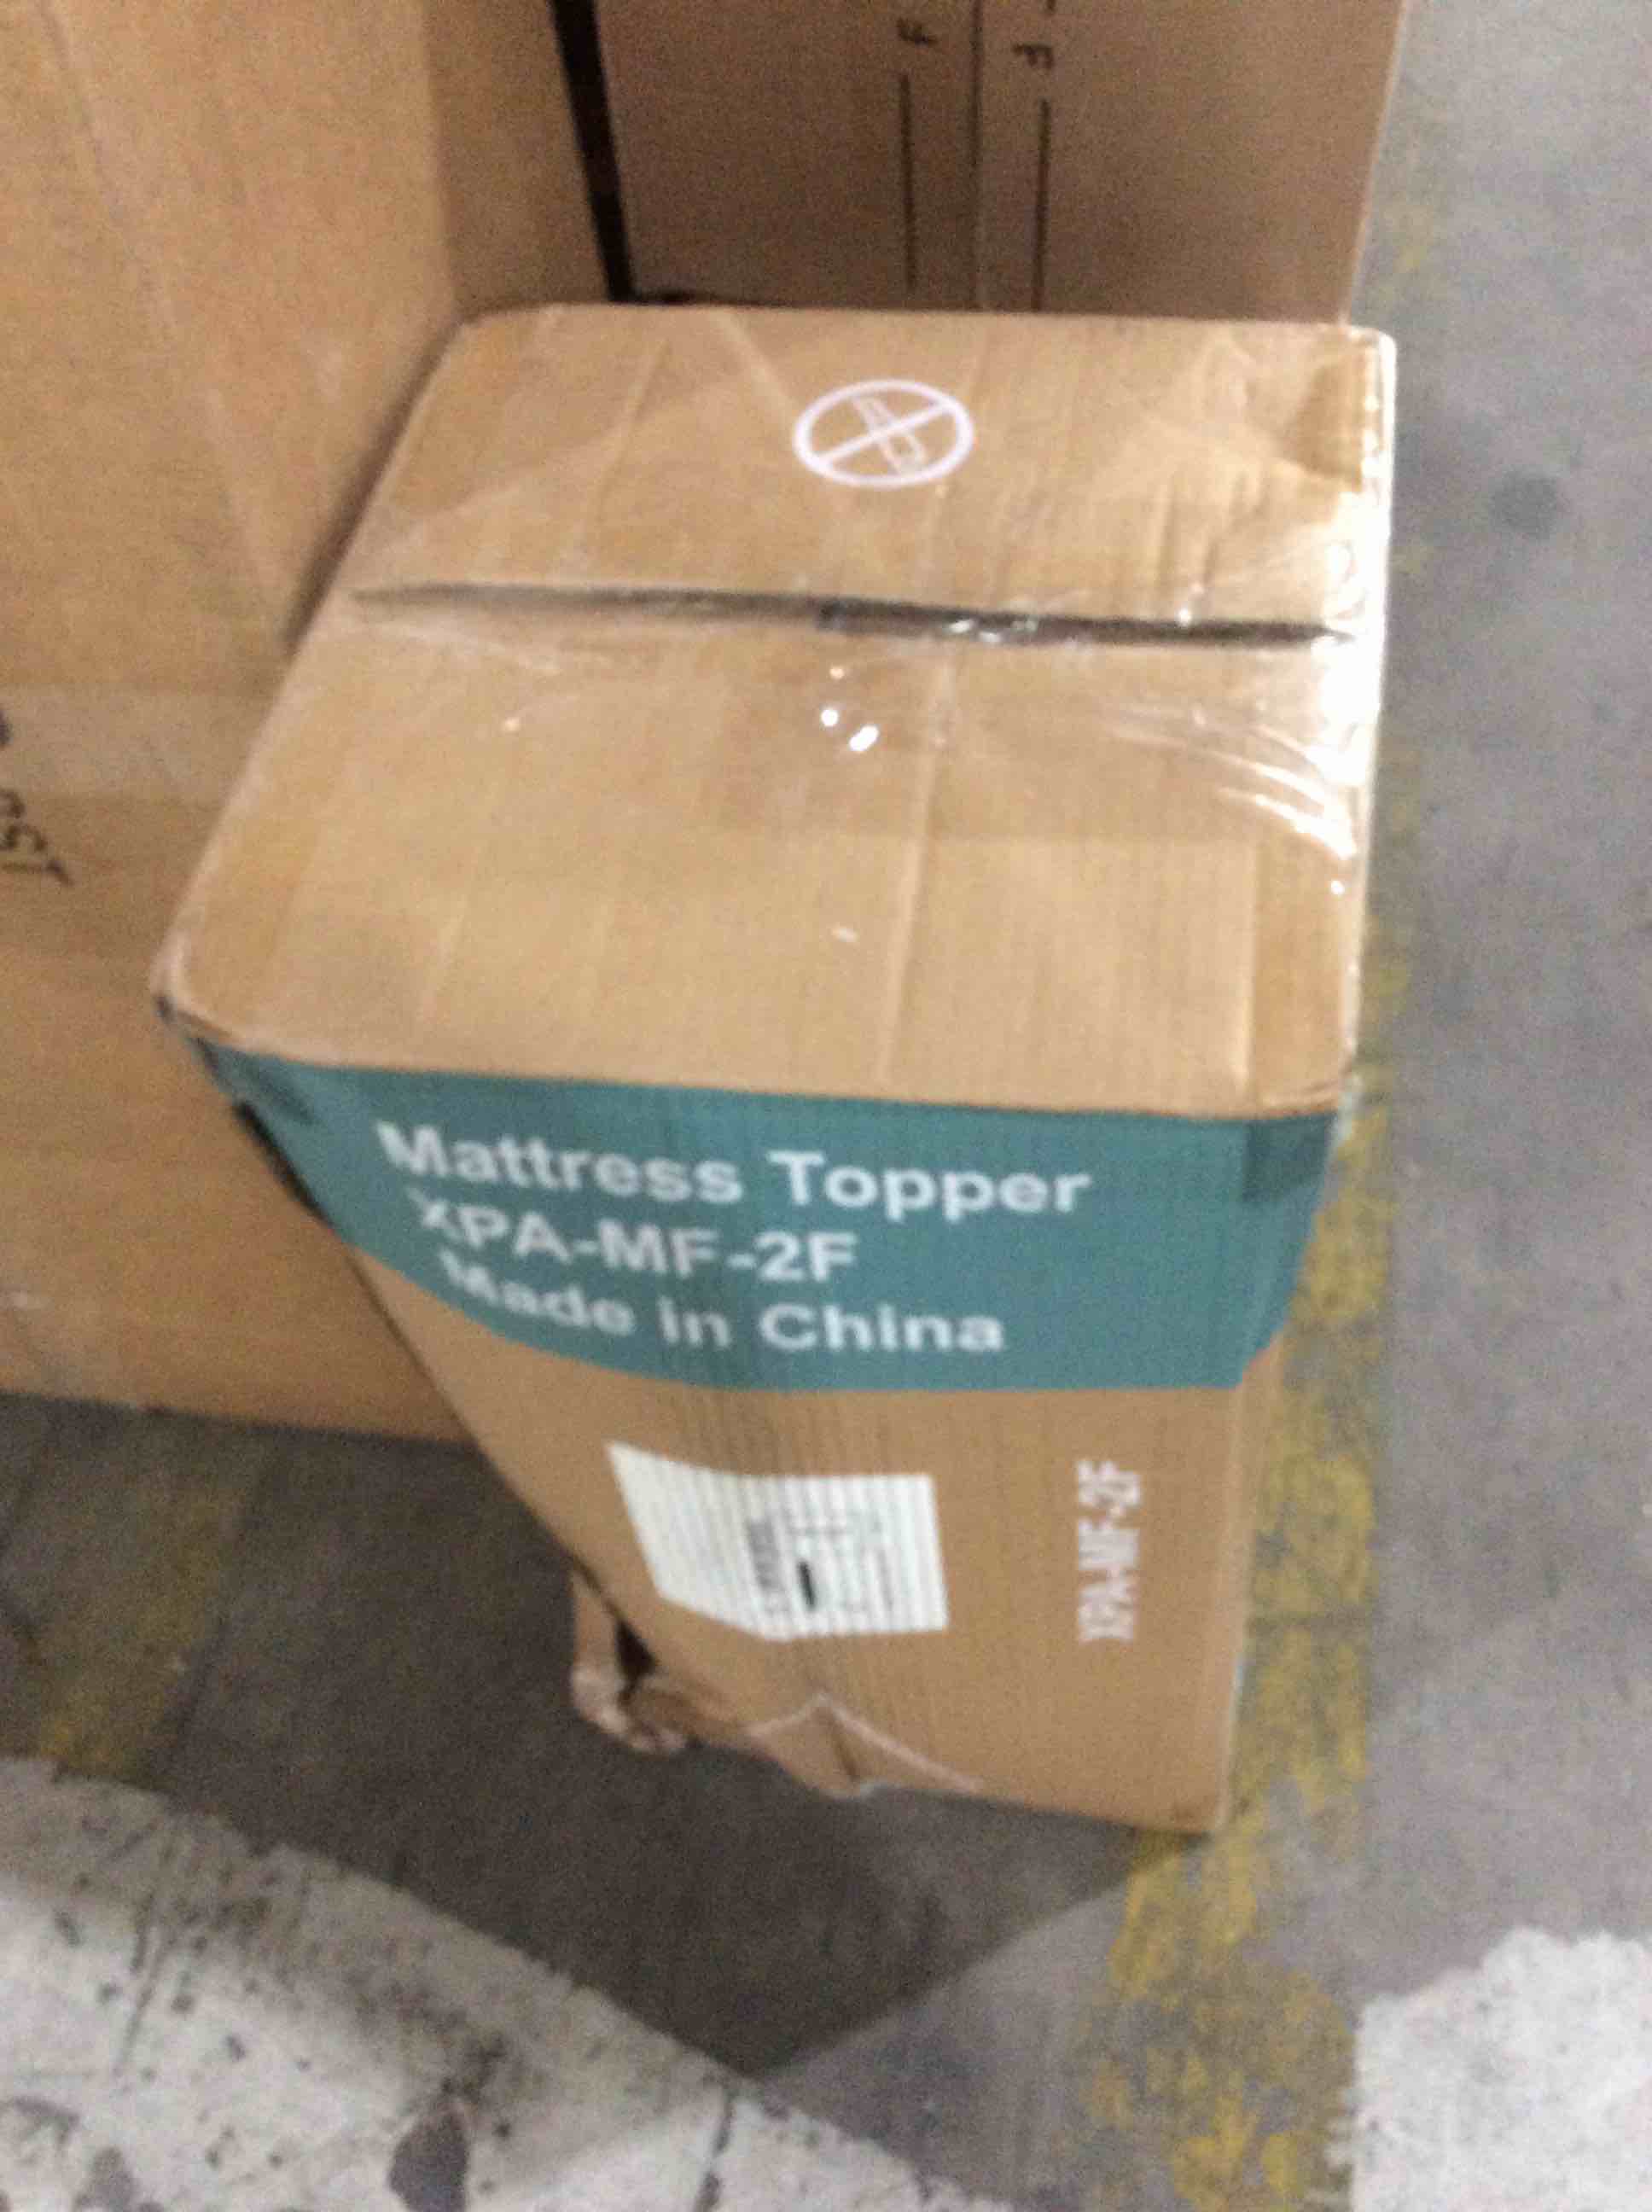 F
F
Mattress Topper
XPA-MF-2F
Made in China
XPA-MF-2F